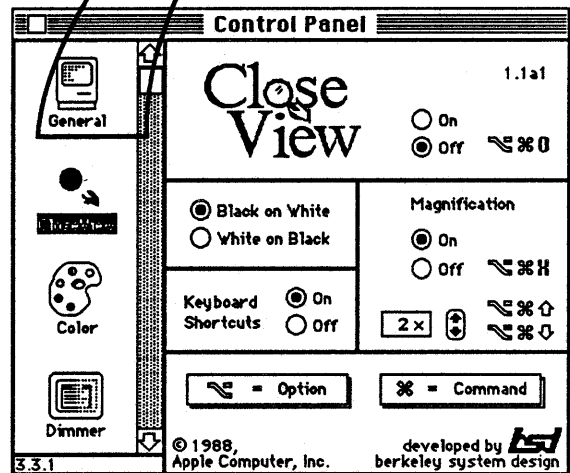 Control Panel
General
CloseView
Color
Dimmer
3.3.1
Close
View
1.1a1
On
Off ⌥ ⌘ O
Black on White
White on Black
Keyboard
Shortcuts
On
Off
Magnification
On
Off ⌥ ⌘ X
2× ⌥ ⌘ ⇧
⌥ ⌘ ⇩
⌥ = Option
⌘ = Command
© 1988,
Apple Computer, Inc.
developed by bsd
berkeley system design